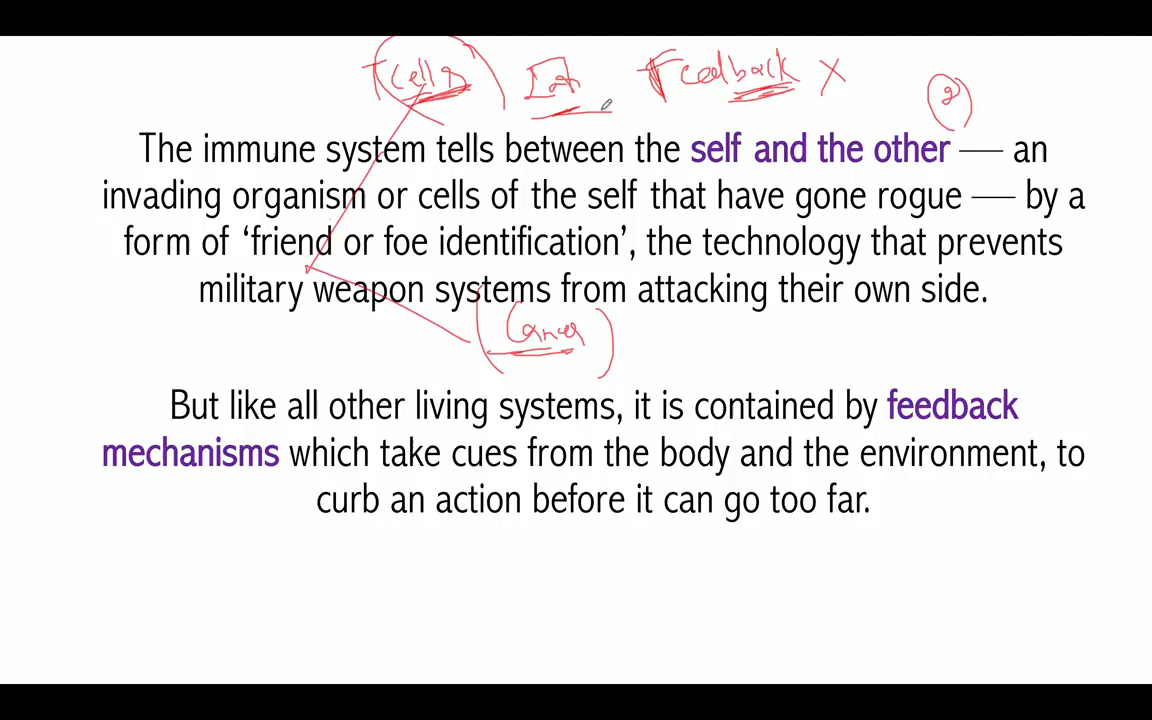 Cells Feedback X
The immune system tells between the self and the other — an
invading organism or cells of the self that have gone rogue — by a
form of ‘friend or foe identification’, the technology that prevents
military weapon systems from attacking their own side.
Cancer
But like all other living systems, it is contained by feedback
mechanisms which take cues from the body and the environment, to
curb an action before it can go too far.